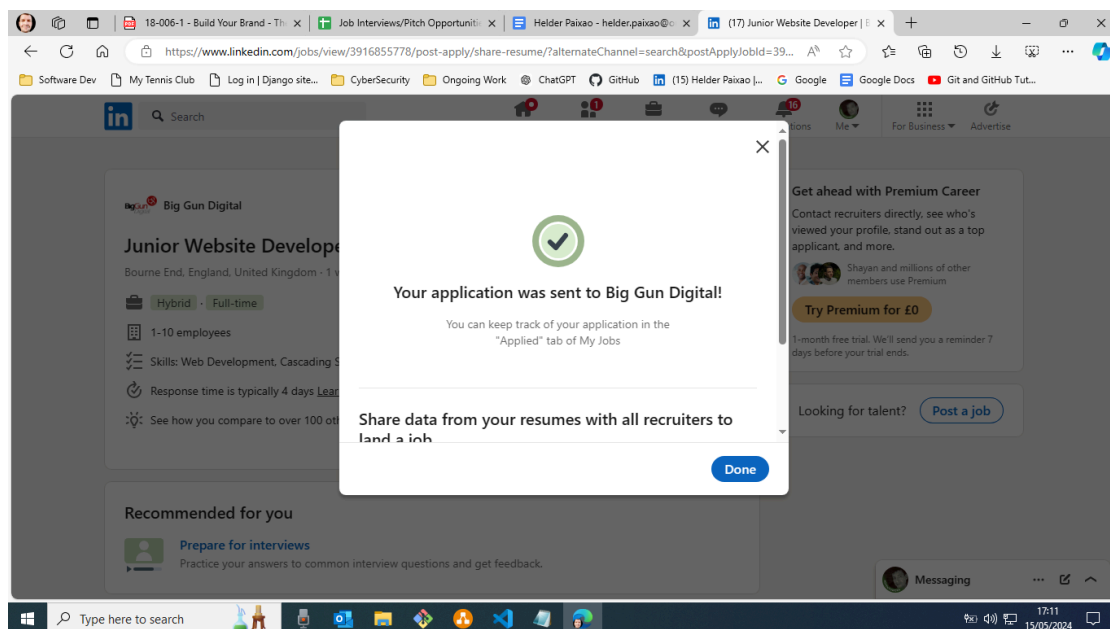 18-006-1 - Build Your Brand - Th
Job Interviews/Pitch Opportuniti
Helder Paixao - helder.paixao@o
(17) Junior Website Developer | B
https://www.linkedin.com/jobs/view/3916855778/post-apply/share-resume/?alternateChannel=search&postApplyJobId=39...
Software Dev
My Tennis Club
Log in | Django site...
CyberSecurity
Ongoing Work
ChatGPT
GitHub
(15) Helder Paixao |...
Google
Google Docs
Git and GitHub Tut...
in
Search
1
16
tions
Me
For Business
Advertise
Big Gun Digital
Junior Website Develope
Bourne End, England, United Kingdom · 1 w
Hybrid · Full-time
1-10 employees
Skills: Web Development, Cascading S
Response time is typically 4 days Lear
See how you compare to over 100 oth
Your application was sent to Big Gun Digital!
You can keep track of your application in the
"Applied" tab of My Jobs
Share data from your resumes with all recruiters to
land a job
Done
Get ahead with Premium Career
Contact recruiters directly, see who's
viewed your profile, stand out as a top
applicant, and more.
Shayan and millions of other
members use Premium
Try Premium for £0
1-month free trial. We'll send you a reminder 7
days before your trial ends.
Looking for talent?
Post a job
Recommended for you
Prepare for interviews
Practice your answers to common interview questions and get feedback.
Messaging
Type here to search
17:11
15/05/2024